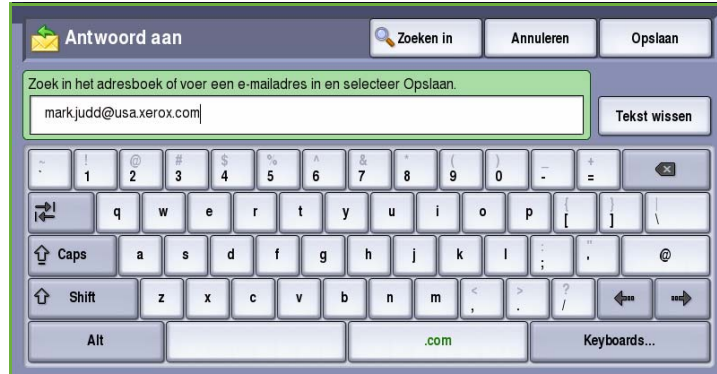 Antwoord aan Zoeken in Annuleren Opslaan
Zoek in het adresboek of voer een e-mailadres in en selecteer Opslaan.
mark.judd@usa.xerox.com Tekst wissen
~ ` ! 1 @ 2 # 3 $ 4 % 5 ^ 6 & 7 * 8 ( 9 ) 0 _ - + =
q w e r t y u i o p { [ } ] | \
Caps a s d f g h j k l : ; " ' @
Shift z x c v b n m < , > . ? /
Alt .com Keyboards...